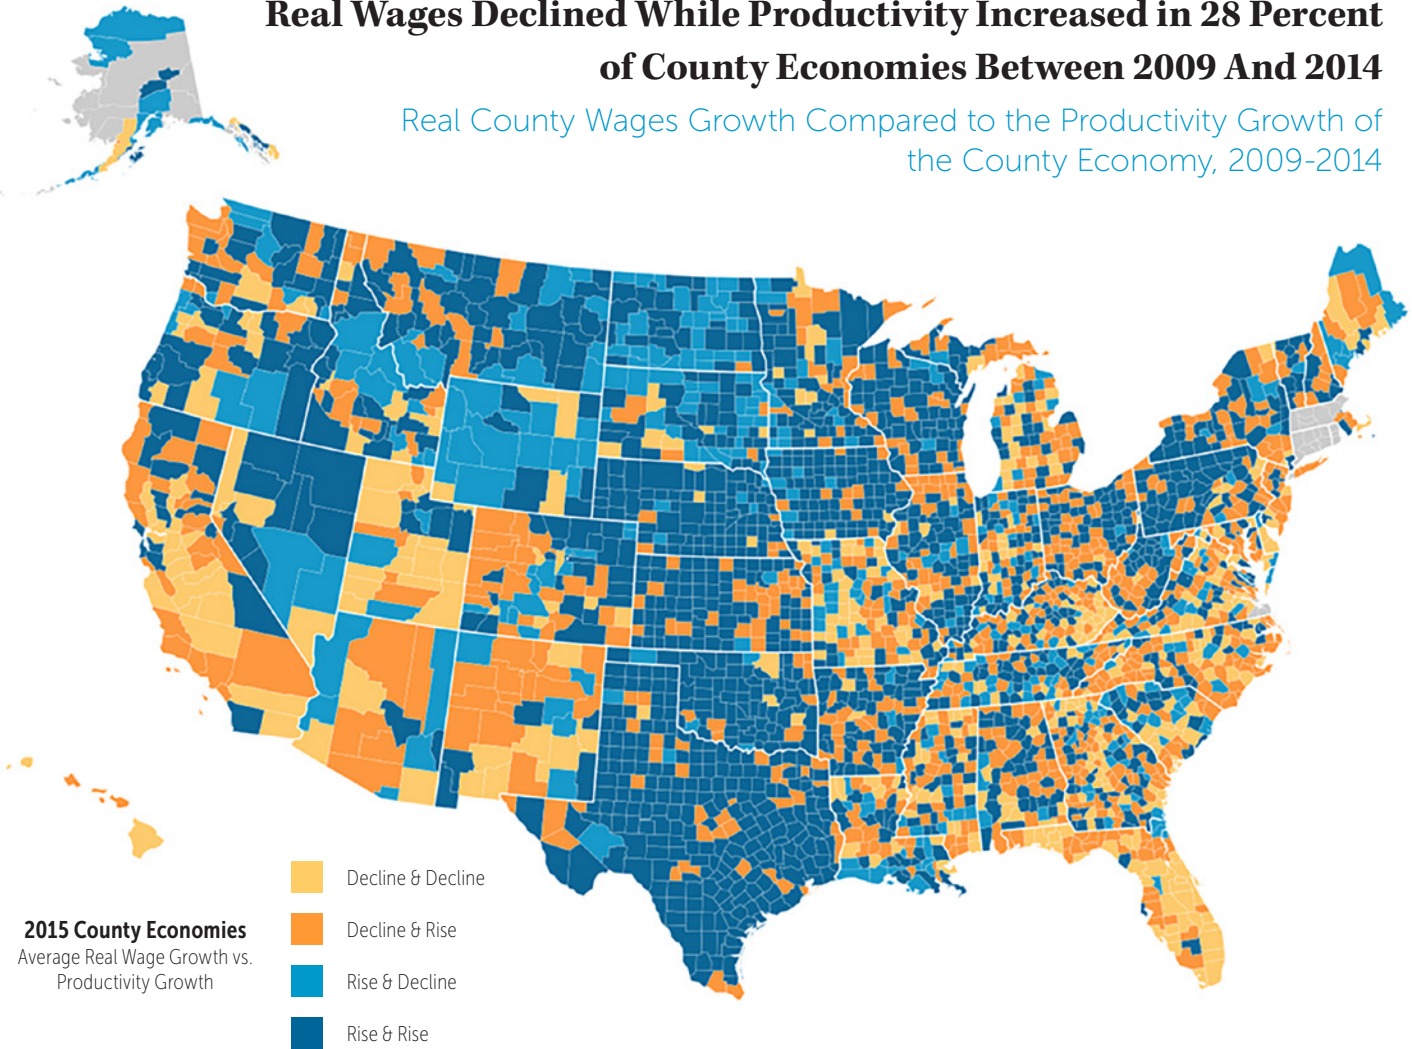 Real Wages Declined While Productivity Increased in 28 Percent
of County Economies Between 2009 And 2014
Real County Wages Growth Compared to the Productivity Growth of
the County Economy, 2009-2014
Decline & Decline
Decline & Rise
Rise & Decline
Rise & Rise
2015 County Economies
Average Real Wage Growth vs.
Productivity Growth